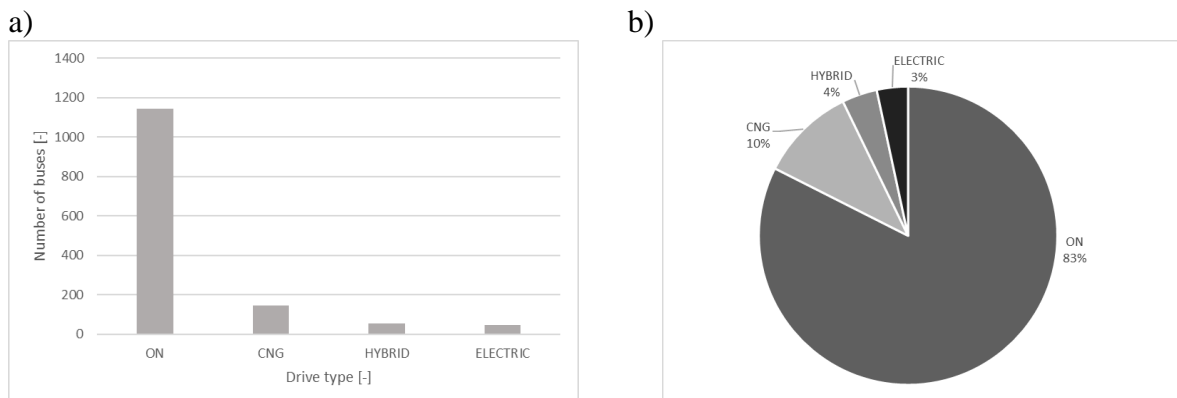 a)
1400
1200
1000
800
600
400
200
0
Number of buses [-]
ON
CNG
HYBRID
ELECTRIC
Drive type [-]
b)
ELECTRIC
3%
HYBRID
4%
CNG
10%
ON
83%